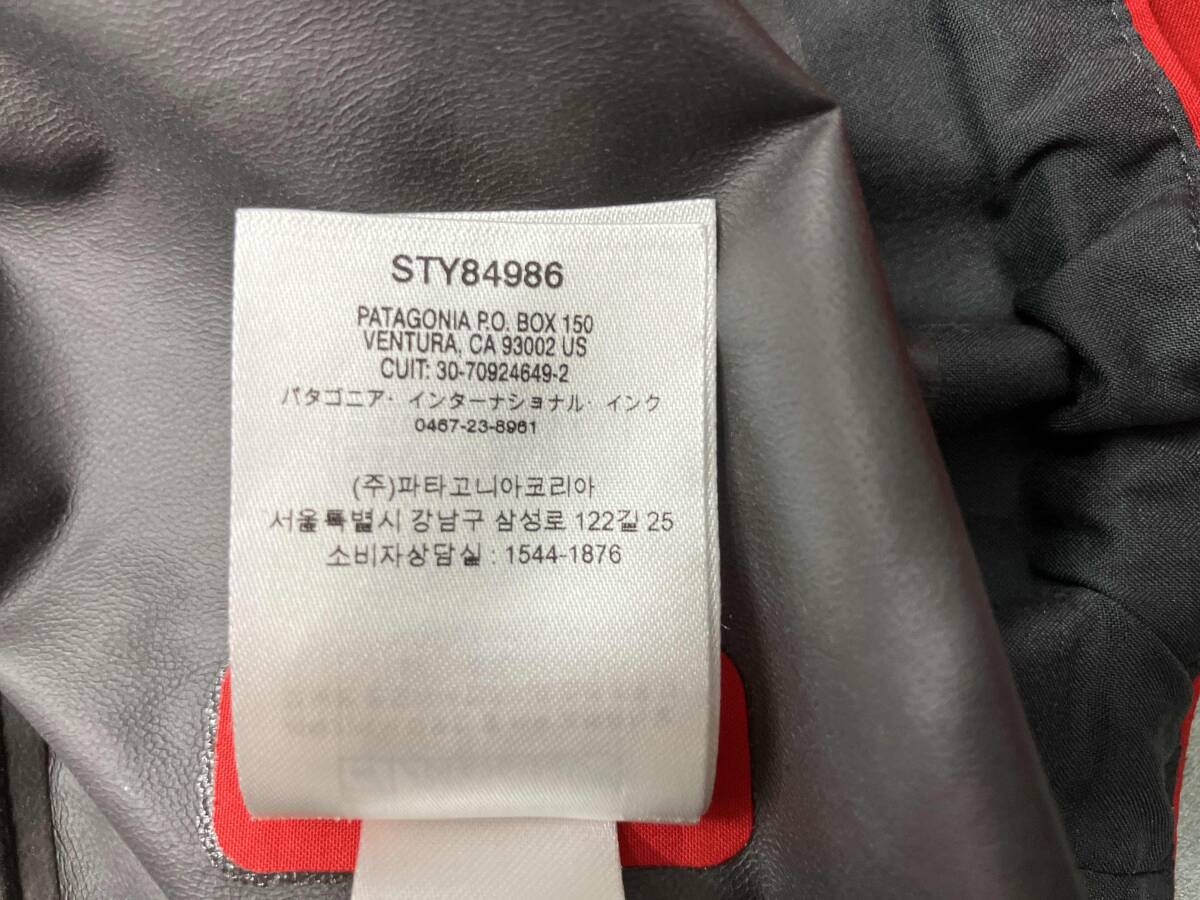 STY84986
PATAGONIA P.O. BOX 150
VENTURA, CA 93002 US
CUIT: 30-70924649-2
パタゴニア・インターナショナル・インク
0467-23-8961
(주)파타고니아코리아
서울특별시 강남구 삼성로 122길 25
소비자상담실 : 1544-1876